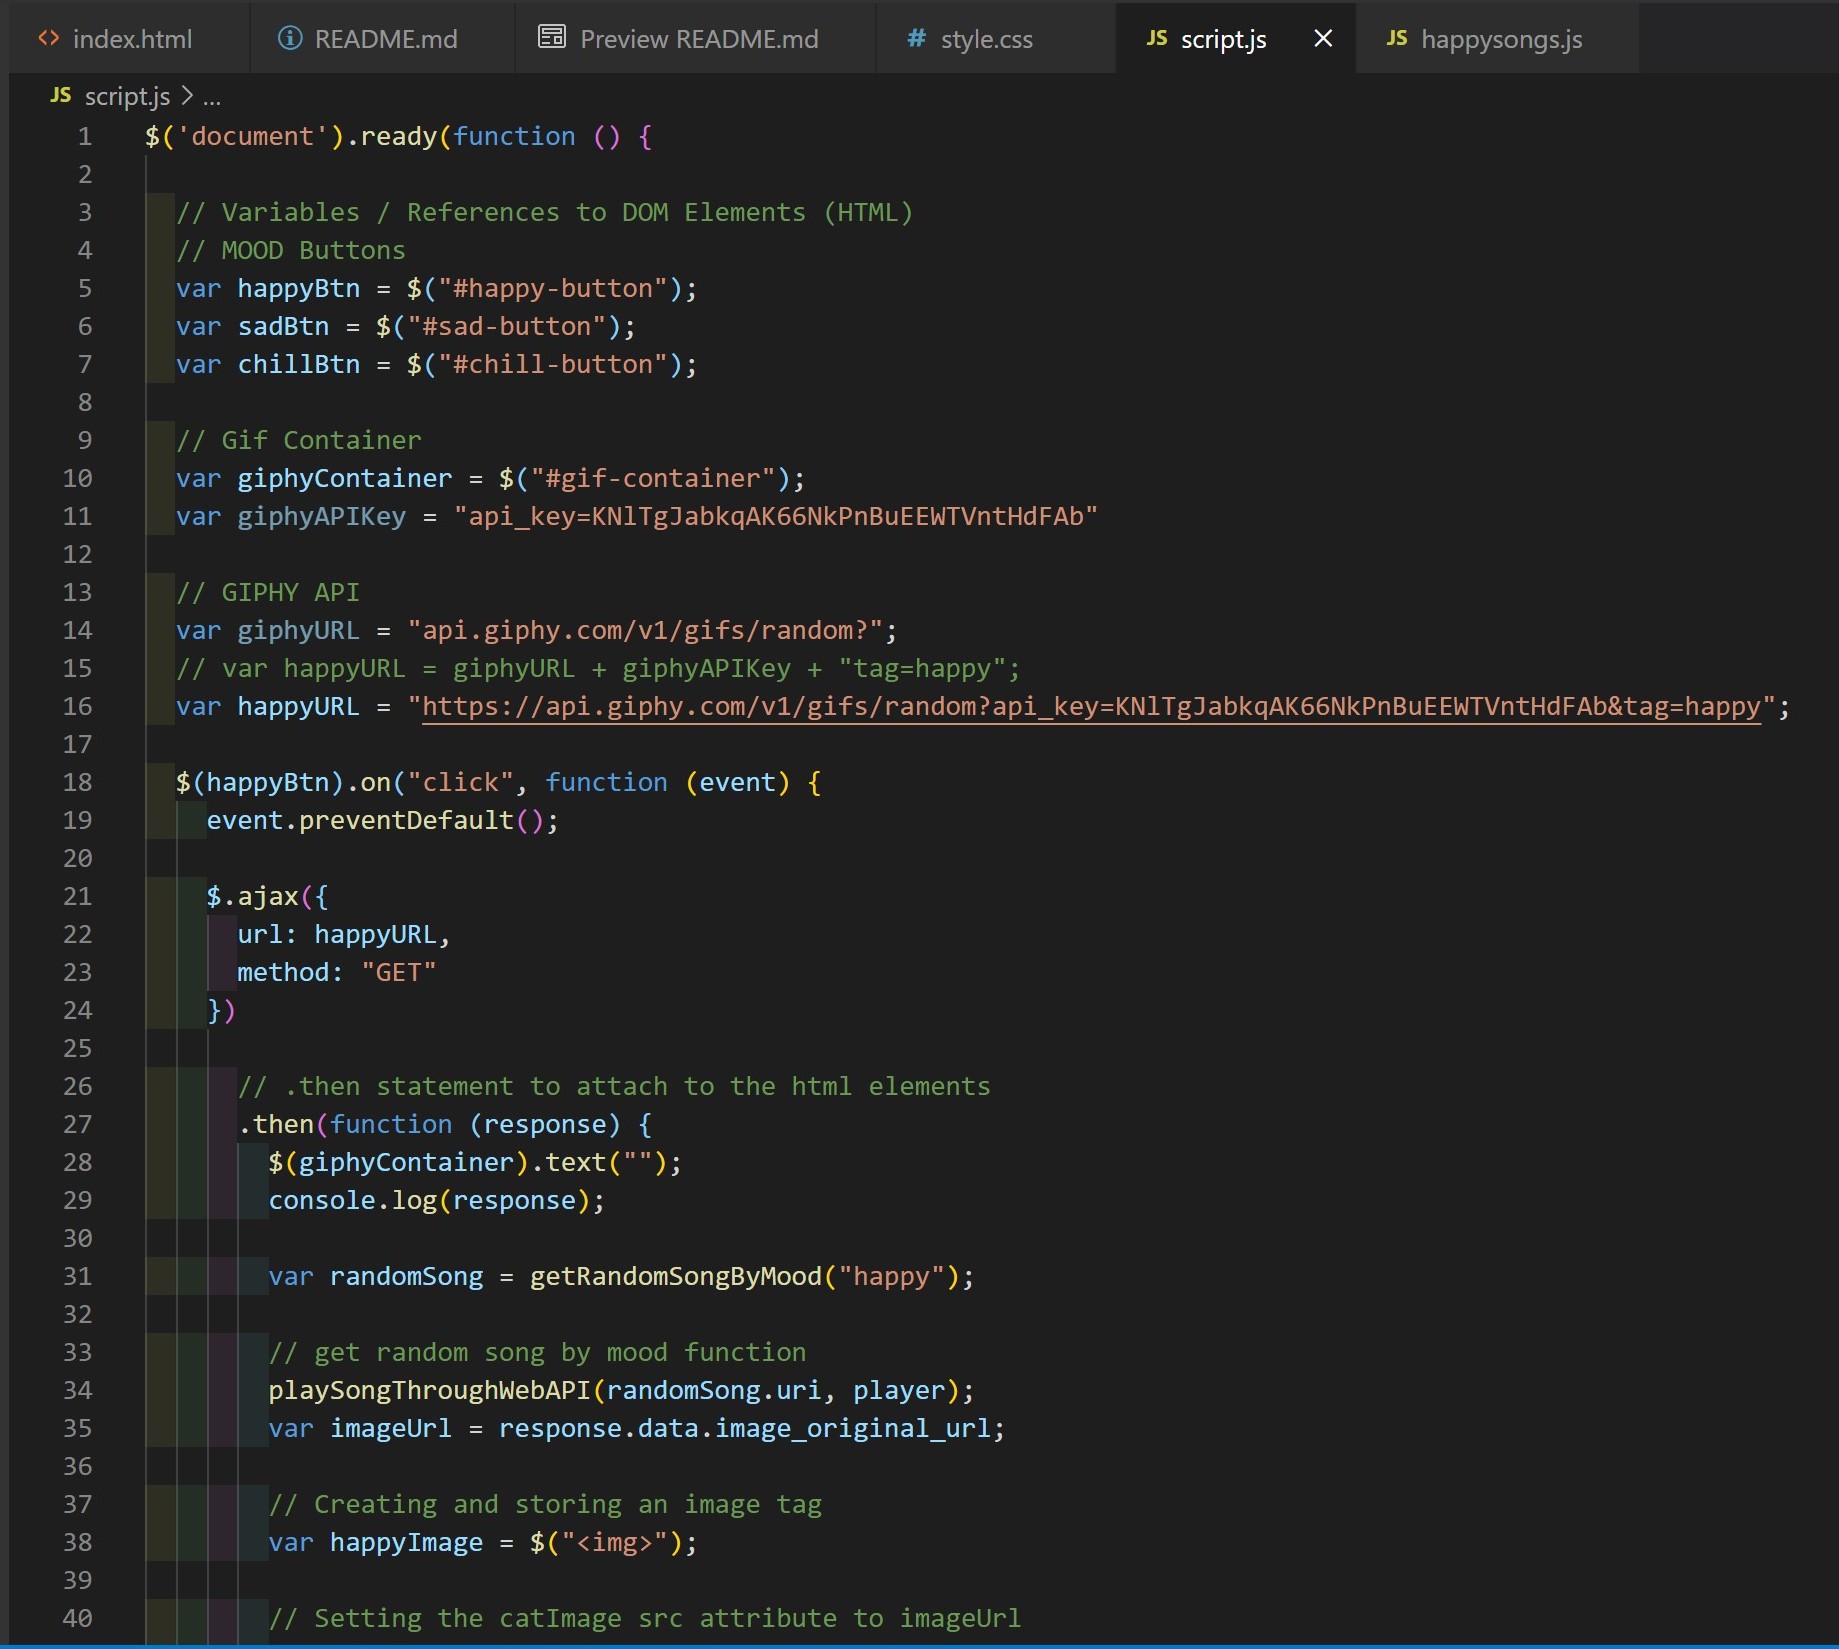 index.html README.md Preview README.md # style.css JS script.js × JS happysongs.js
JS script.js > ...
1 $('document').ready(function () {
2
3 // Variables / References to DOM Elements (HTML)
4 // MOOD Buttons
5 var happyBtn = $("#happy-button");
6 var sadBtn = $("#sad-button");
7 var chillBtn = $("#chill-button");
8
9 // Gif Container
10 var giphyContainer = $("#gif-container");
11 var giphyAPIKey = "api_key=KNlTgJabkqAK66NkPnBuEEWTVntHdFAb"
12
13 // GIPHY API
14 var giphyURL = "api.giphy.com/v1/gifs/random?";
15 // var happyURL = giphyURL + giphyAPIKey + "tag=happy";
16 var happyURL = "https://api.giphy.com/v1/gifs/random?api_key=KNlTgJabkqAK66NkPnBuEEWTVntHdFAb&tag=happy";
17
18 $(happyBtn).on("click", function (event) {
19 event.preventDefault();
20
21 $.ajax({
22 url: happyURL,
23 method: "GET"
24 })
25
26 // .then statement to attach to the html elements
27 .then(function (response) {
28 $(giphyContainer).text("");
29 console.log(response);
30
31 var randomSong = getRandomSongByMood("happy");
32
33 // get random song by mood function
34 playSongThroughWebAPI(randomSong.uri, player);
35 var imageUrl = response.data.image_original_url;
36
37 // Creating and storing an image tag
38 var happyImage = $("<img>");
39
40 // Setting the catImage src attribute to imageUrl